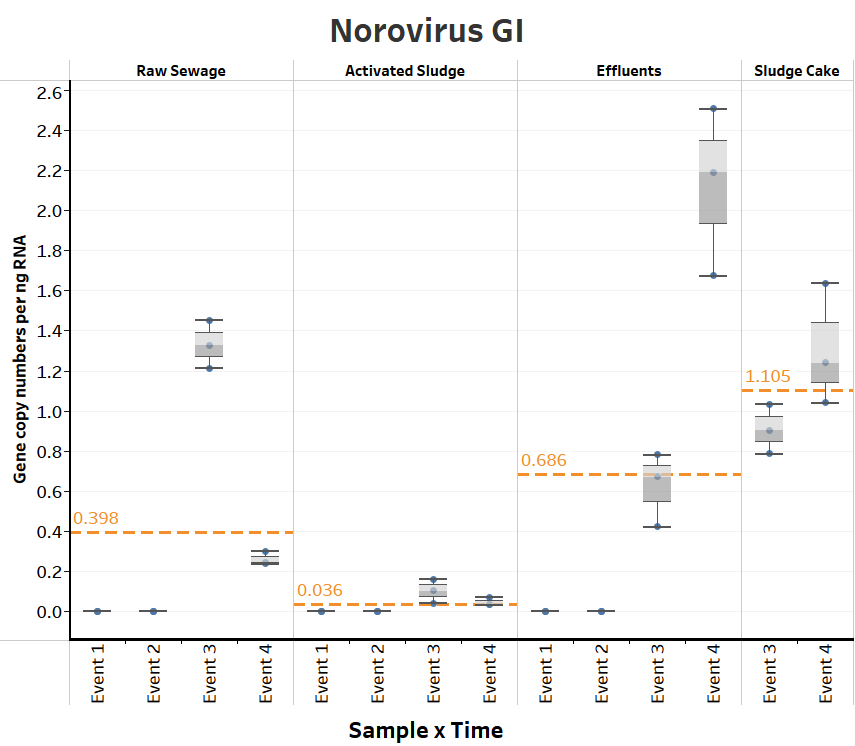 Norovirus GI
Raw Sewage
Activated Sludge
Effluents
Sludge Cake
Gene copy numbers per ng RNA
2.6
2.4
2.2
2.0
1.8
1.6
1.4
1.2
1.0
0.8
0.6
0.4
0.2
0.0
0.398
0.036
0.686
1.105
Event 1
Event 2
Event 3
Event 4
Event 1
Event 2
Event 3
Event 4
Event 1
Event 2
Event 3
Event 4
Event 3
Event 4
Sample x Time